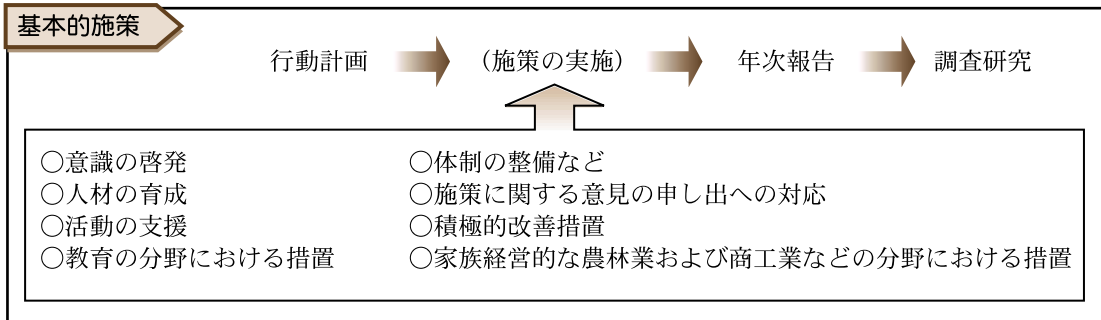 基本的施策
行動計画 （施策の実施） 年次報告 調査研究
○意識の啓発
○人材の育成
○活動の支援
○教育の分野における措置
○体制の整備など
○施策に関する意見の申し出への対応
○積極的改善措置
○家族経営的な農林業および商工業などの分野における措置